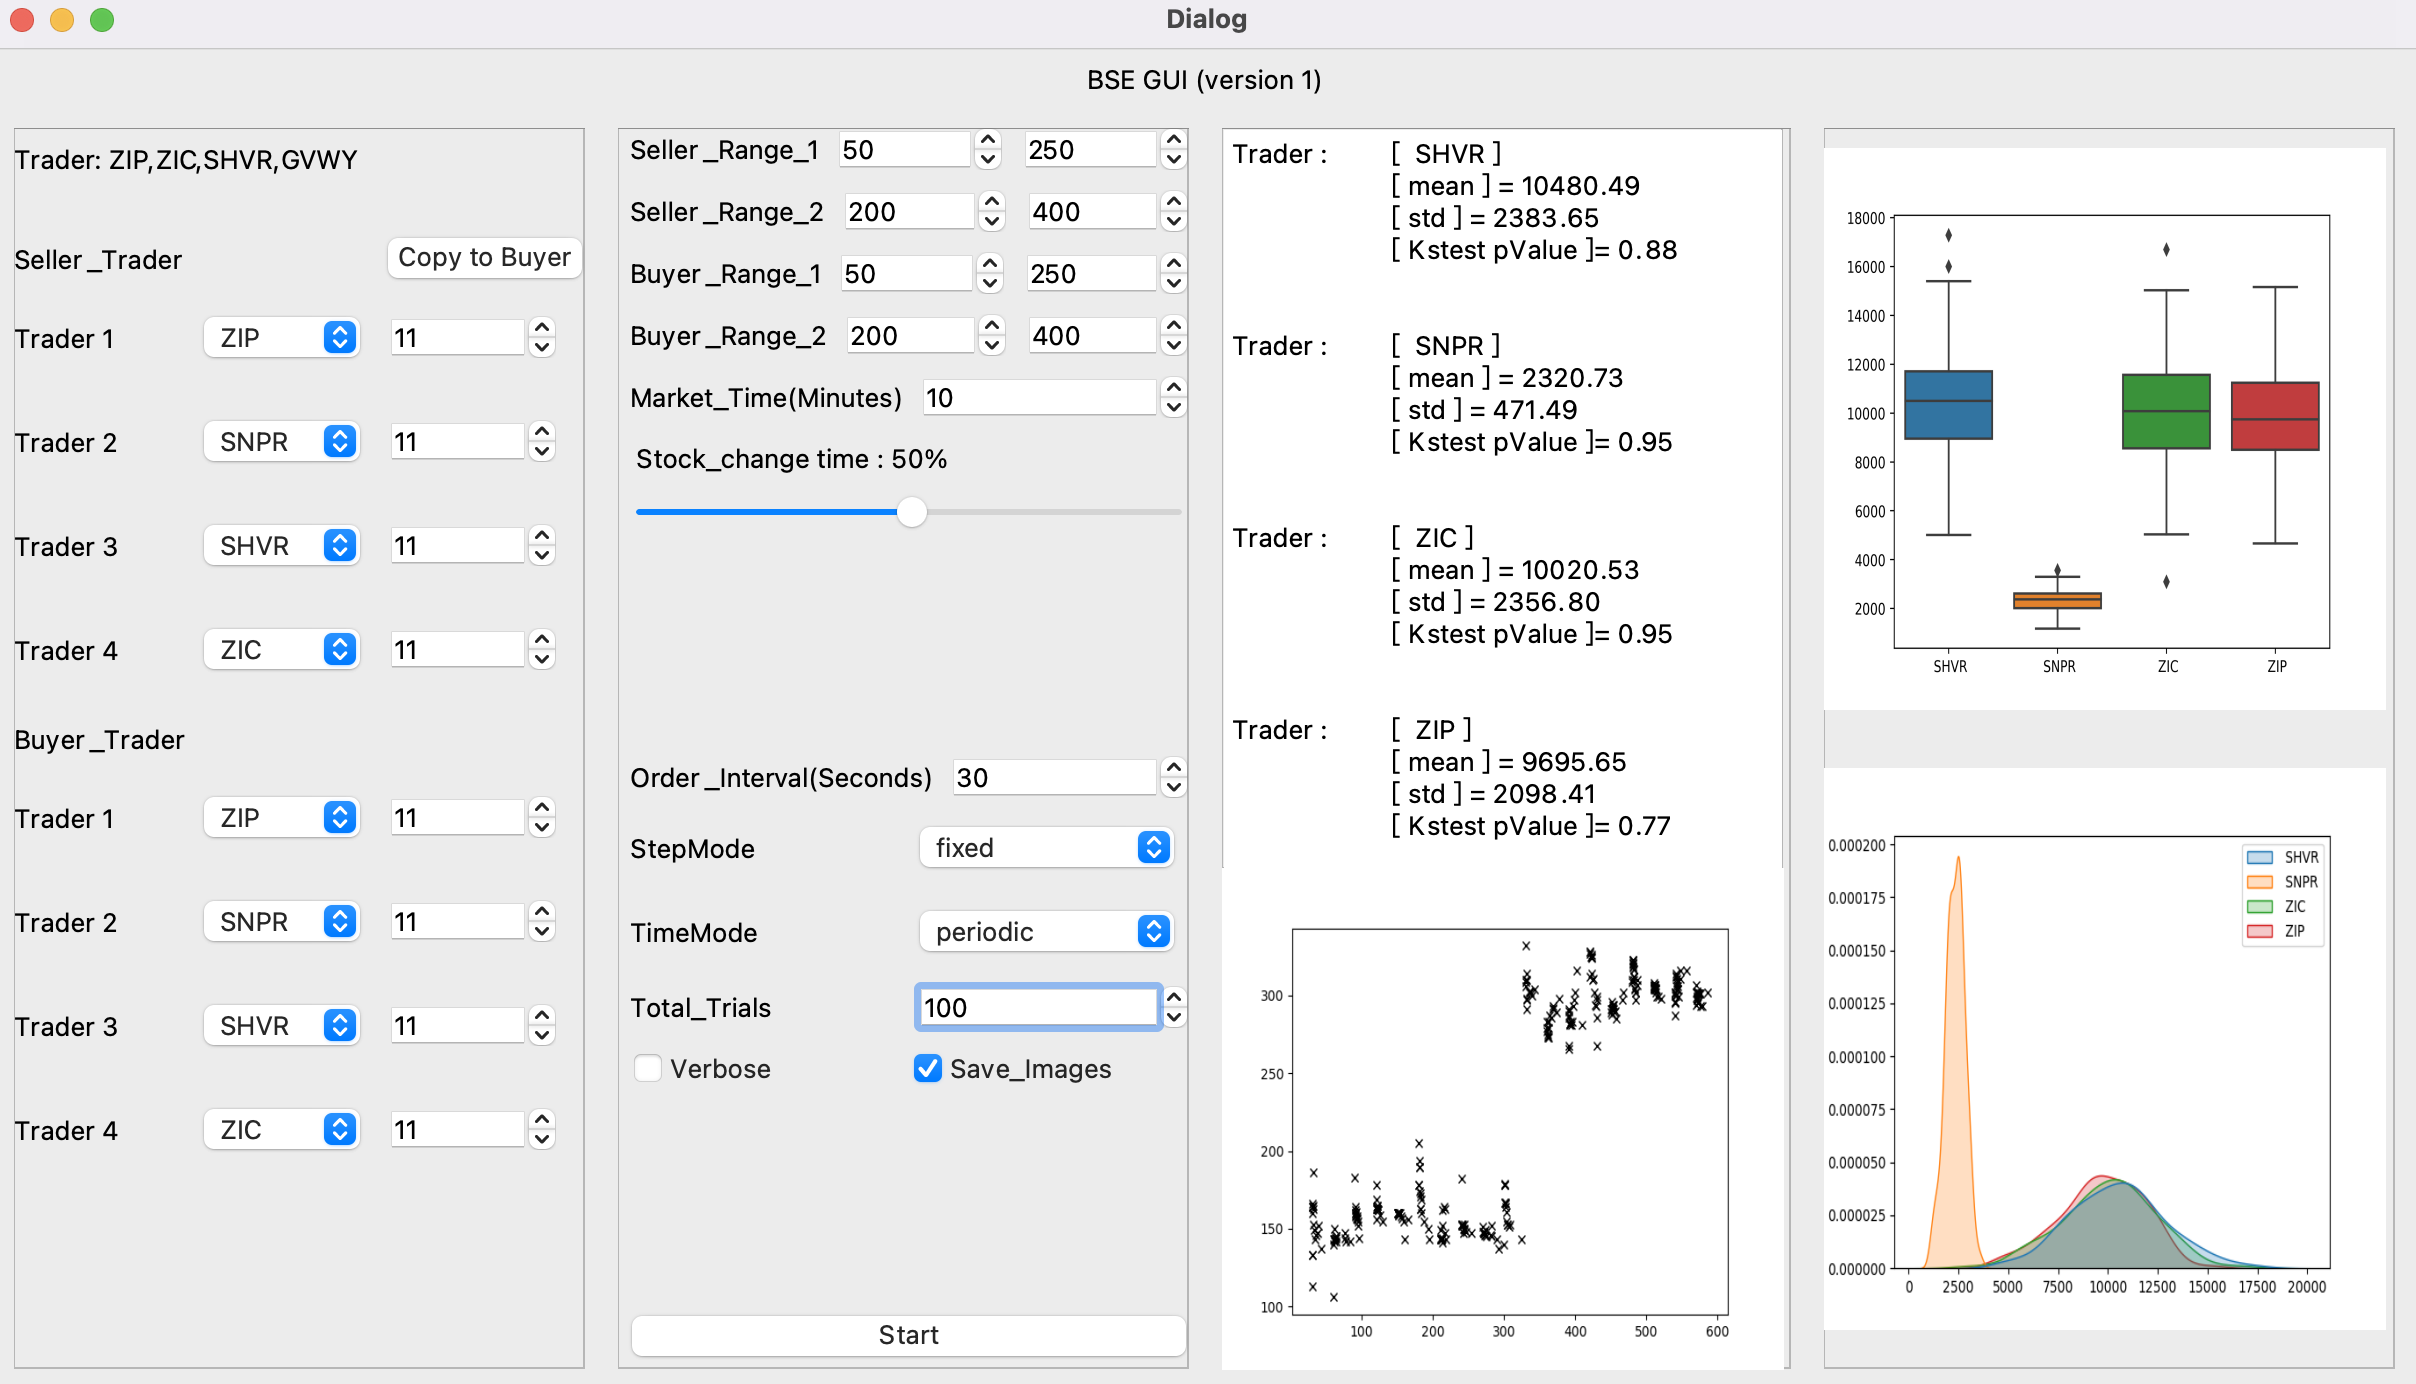 Dialog
BSE GUI (version 1)
Trader: ZIP,ZIC,SHVR,GVWY
Seller_Trader Copy to Buyer
Trader 1 ZIP 11
Trader 2 SNPR 11
Trader 3 SHVR 11
Trader 4 ZIC 11
Buyer_Trader
Trader 1 ZIP 11
Trader 2 SNPR 11
Trader 3 SHVR 11
Trader 4 ZIC 11
Seller_Range_1 50 250
Seller_Range_2 200 400
Buyer_Range_1 50 250
Buyer_Range_2 200 400
Market_Time(Minutes) 10
Stock_change time : 50%
Order_Interval(Seconds) 30
StepMode fixed
TimeMode periodic
Total_Trials 100
Verbose Save_Images
Start
Trader : [ SHVR ]
[ mean ] = 10480.49
[ std ] = 2383.65
[ Kstest pValue ]= 0.88
Trader : [ SNPR ]
[ mean ] = 2320.73
[ std ] = 471.49
[ Kstest pValue ]= 0.95
Trader : [ ZIC ]
[ mean ] = 10020.53
[ std ] = 2356.80
[ Kstest pValue ]= 0.95
Trader : [ ZIP ]
[ mean ] = 9695.65
[ std ] = 2098.41
[ Kstest pValue ]= 0.77
300
250
200
150
100
100 200 300 400 500 600
18000
16000
14000
12000
10000
8000
6000
4000
2000
SHVR SNPR ZIC ZIP
0.000200
0.000175
0.000150
0.000125
0.000100
0.000075
0.000050
0.000025
0.000000
0 2500 5000 7500 10000 12500 15000 17500 20000
SHVR
SNPR
ZIC
ZIP